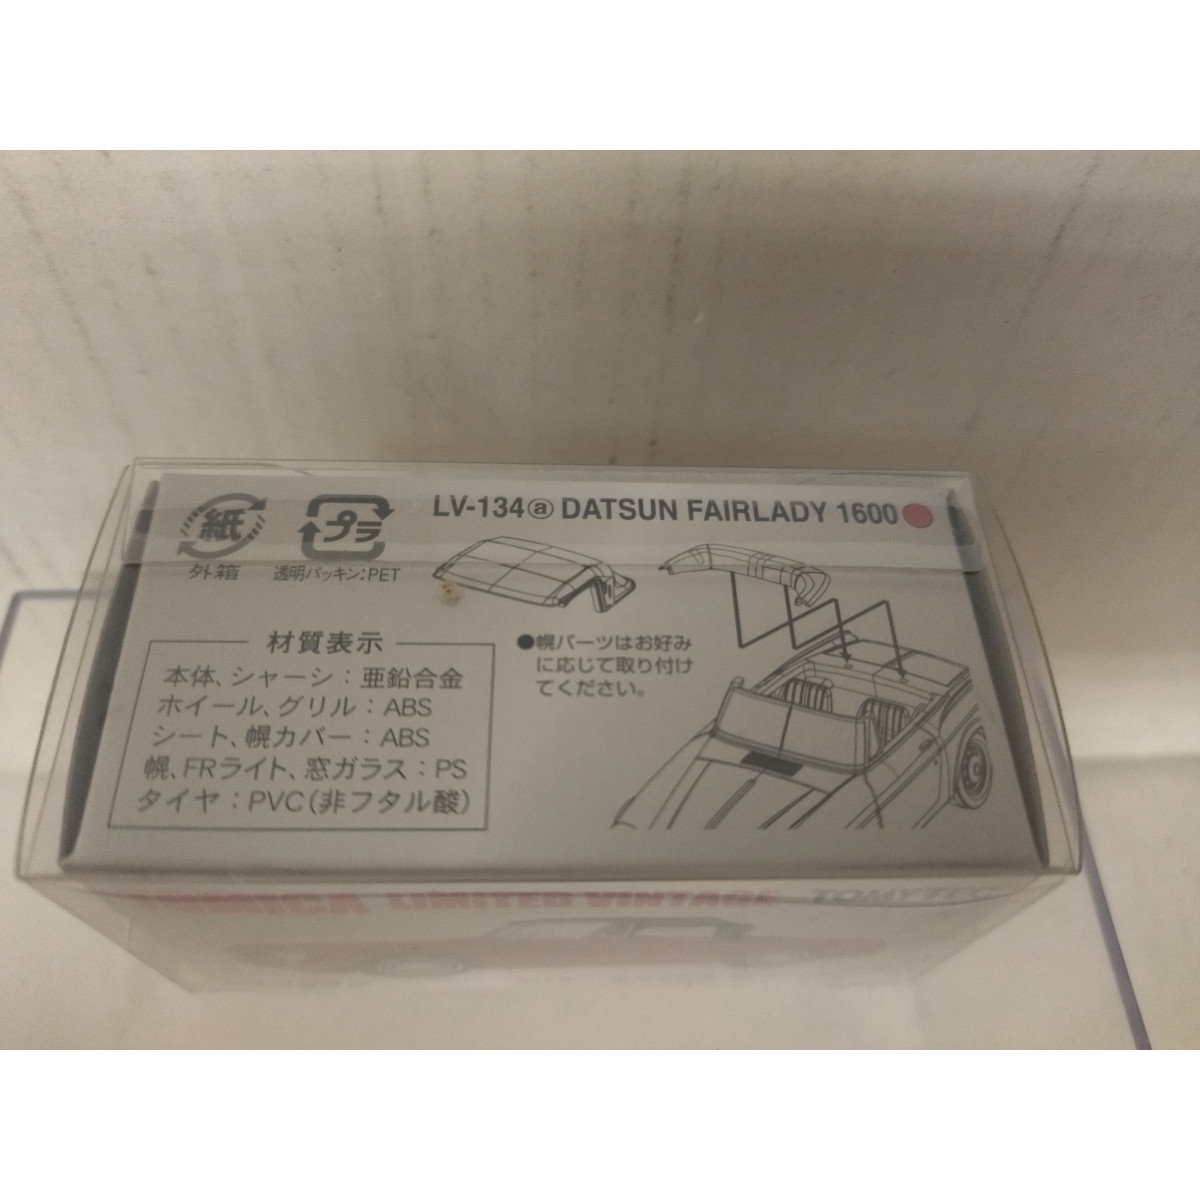 LV-134ⓐ DATSUN FAIRLADY 1600
紙
外箱
プラ
透明パッキン:PET
材質表示
本体、シャーシ:亜鉛合金
ホイール、グリル:ABS
シート、幌カバー:ABS
幌、FRライト、窓ガラス:PS
タイヤ:PVC(非フタル酸)
●幌パーツはお好み
に応じて取り付け
てください。
TOMICA LIMITED VINTAGE
TOMYTEC